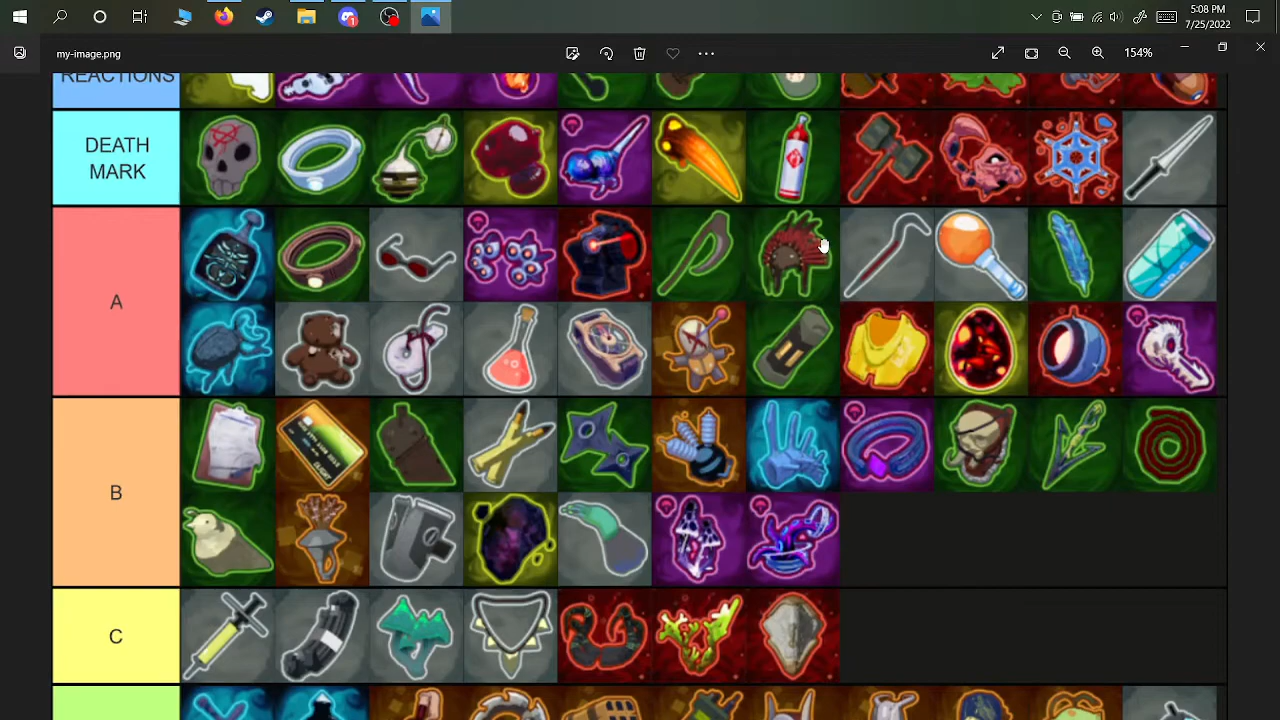 5:08 PM
7/25/2022
my-image.png
154%
REACTIONS
DEATH
MARK
A
B
C